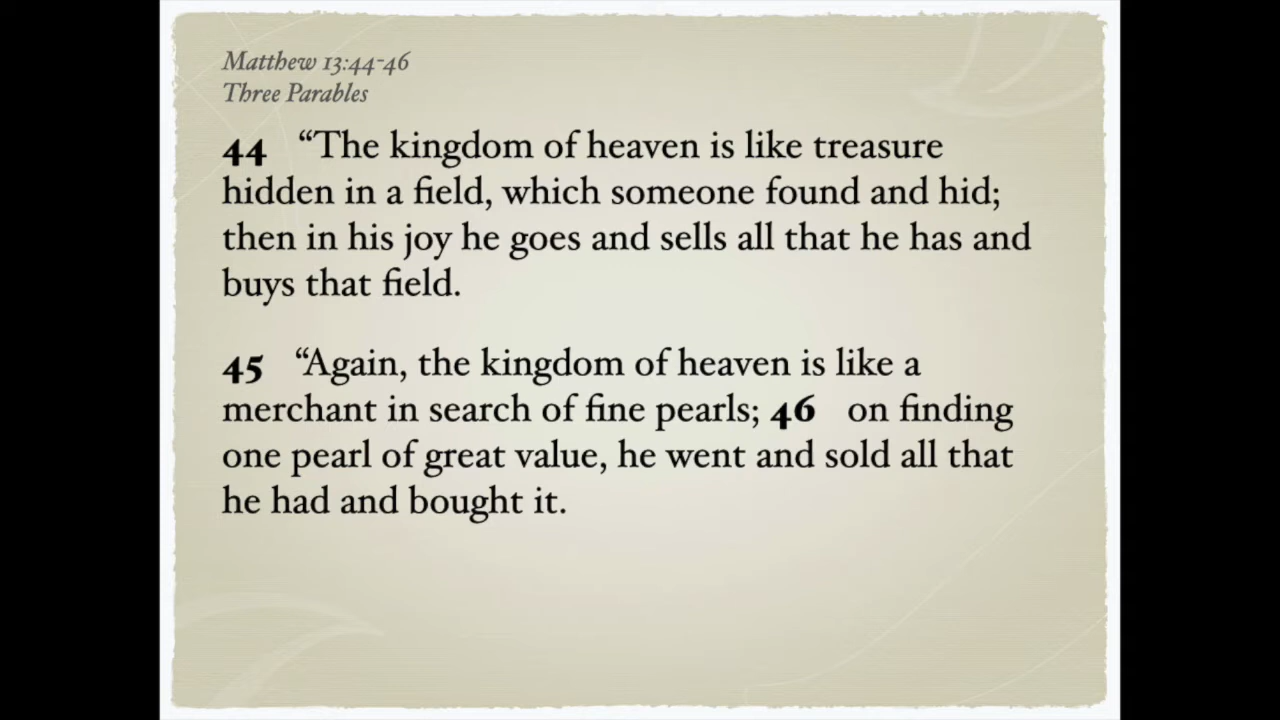 Matthew 13:44-46
Three Parables
44 “The kingdom of heaven is like treasure
hidden in a field, which someone found and hid;
then in his joy he goes and sells all that he has and
buys that field.
45 “Again, the kingdom of heaven is like a
merchant in search of fine pearls; 46 on finding
one pearl of great value, he went and sold all that
he had and bought it.